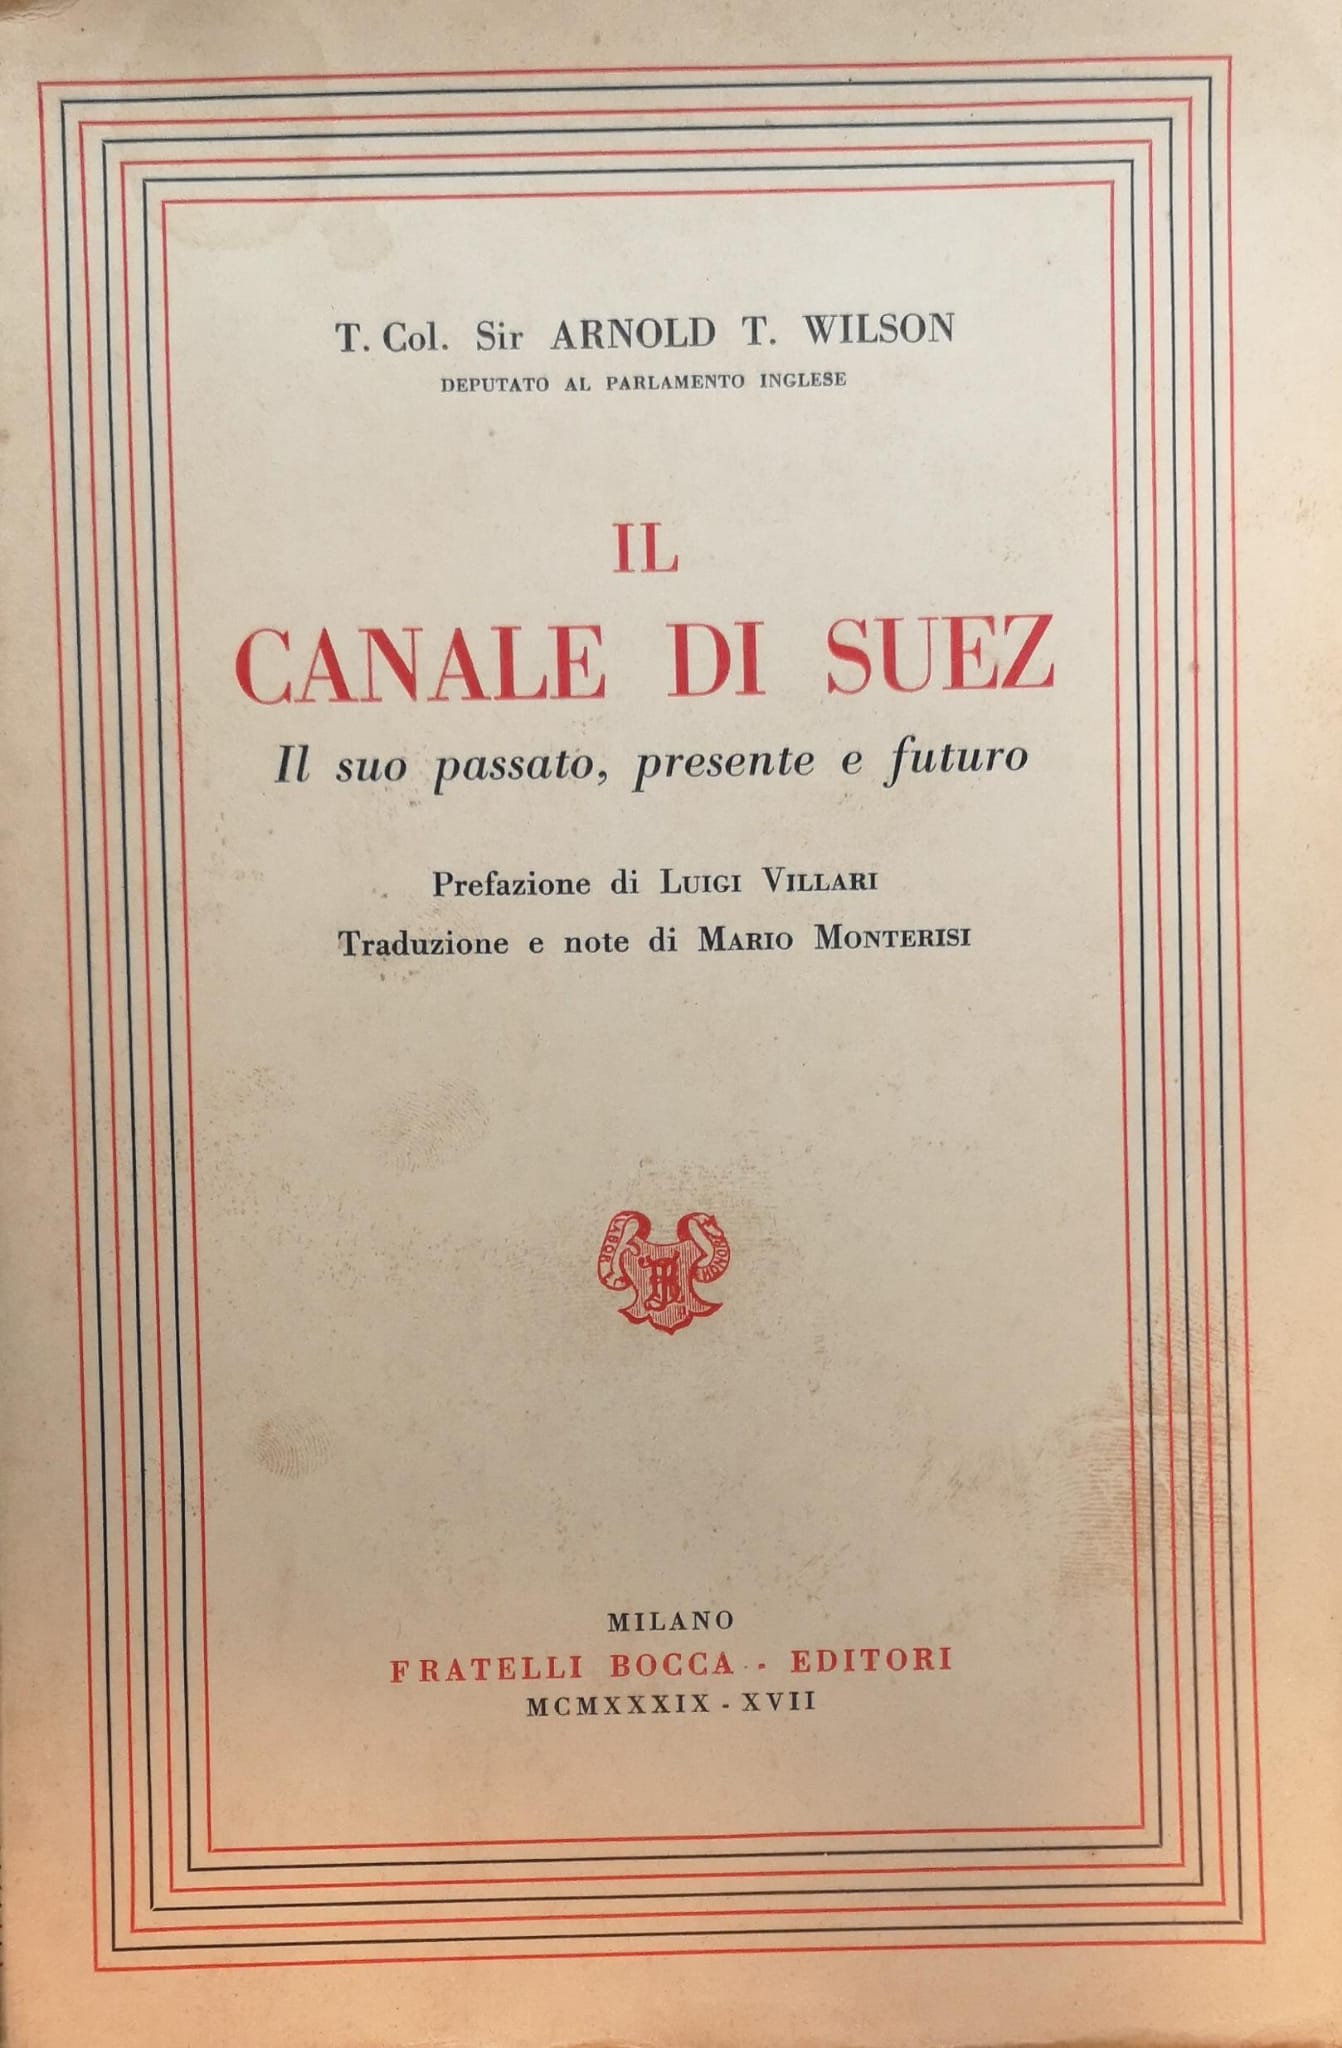 T. Col. Sir ARNOLD T. WILSON
DEPUTATO AL PARLAMENTO INGLESE
IL
CANALE DI SUEZ
Il suo passato, presente e futuro
Prefazione di LUIGI VILLARI
Traduzione e note di MARIO MONTERISI
LABOR
MILANO
FRATELLI BOCCA - EDITORI
MCMXXXIX - XVII